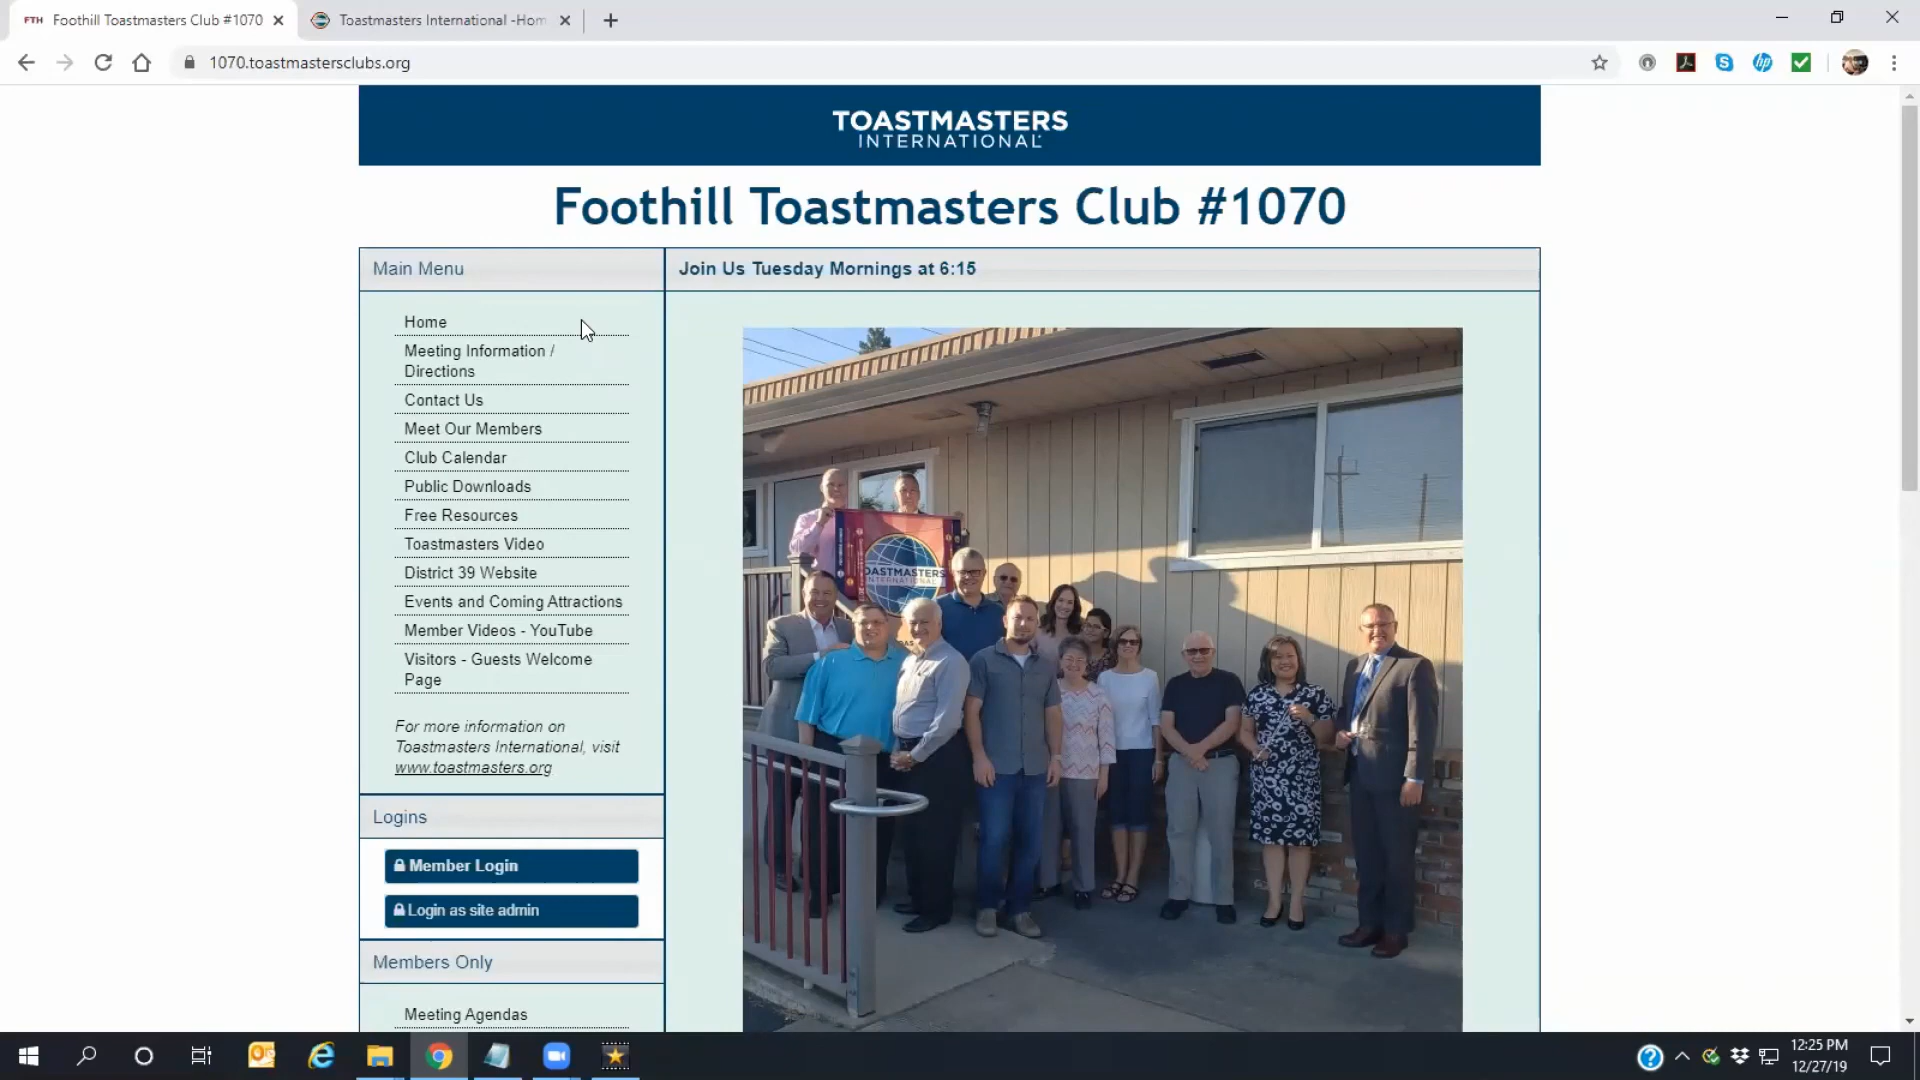 FTH Foothill Toastmasters Club #1070
Toastmasters International -Hom
1070.toastmastersclubs.org
TOASTMASTERS
INTERNATIONAL
Foothill Toastmasters Club #1070
Main Menu
Join Us Tuesday Mornings at 6:15
Home
Meeting Information /
Directions
Contact Us
Meet Our Members
Club Calendar
Public Downloads
Free Resources
Toastmasters Video
District 39 Website
Events and Coming Attractions
Member Videos - YouTube
Visitors - Guests Welcome
Page
For more information on
Toastmasters International, visit
www.toastmasters.org
Logins
Member Login
Login as site admin
Members Only
Meeting Agendas
OASTMASTERS
INTERNATIONAL
12:25 PM
12/27/19